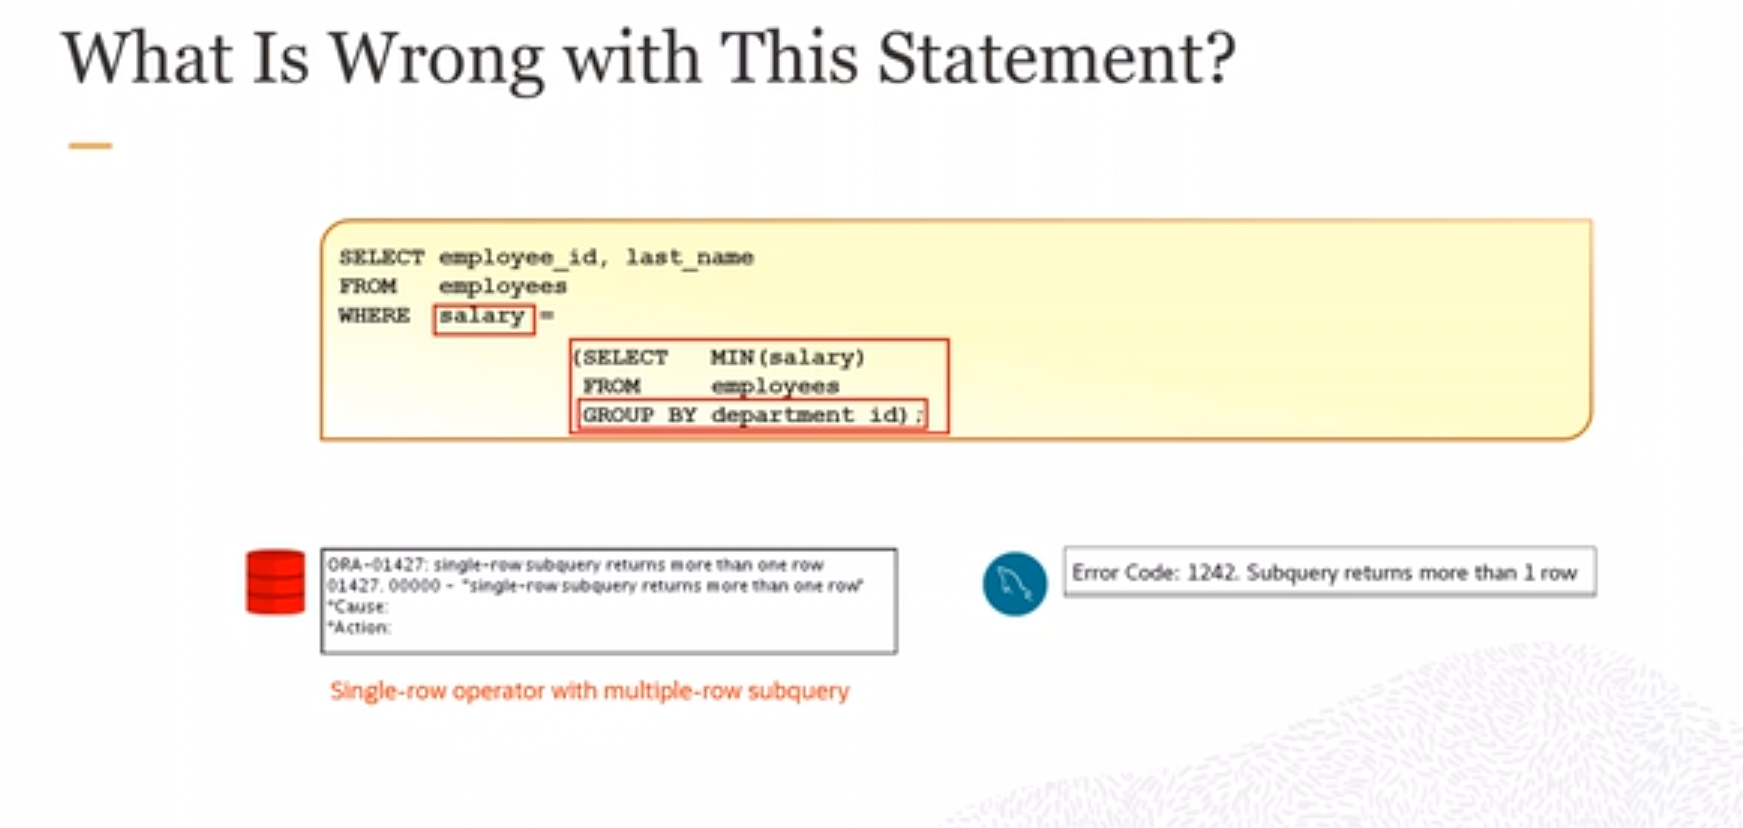 What Is Wrong with This Statement?
SELECT employee_id, last_name
FROM employees
WHERE salary =
(SELECT MIN(salary)
FROM employees
GROUP BY department id);
ORA-01427: single-row subquery returns more than one row
01427. 00000 - "single-row subquery returns more than one row"
*Cause:
*Action:
Error Code: 1242. Subquery returns more than 1 row
Single-row operator with multiple-row subquery